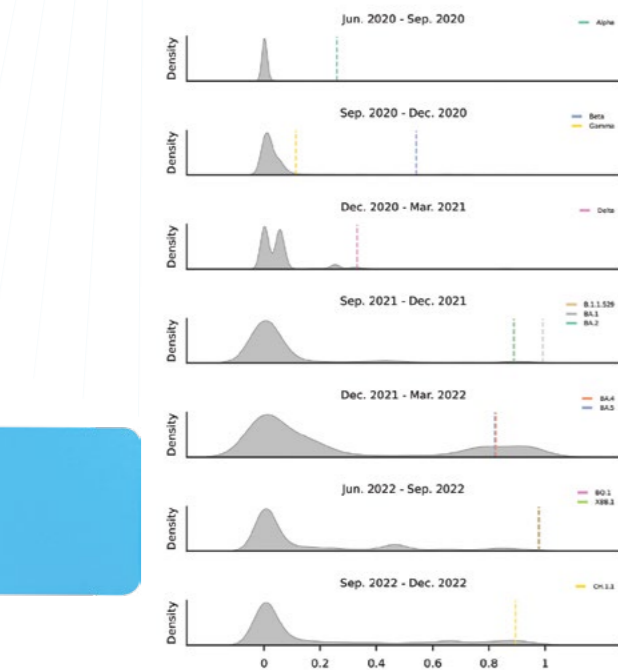 Jun. 2020 - Sep. 2020
Alpha
Density
Sep. 2020 - Dec. 2020
Beta
Gamma
Density
Dec. 2020 - Mar. 2021
Delta
Density
Sep. 2021 - Dec. 2021
B.1.1.529
BA.1
BA.2
Density
Dec. 2021 - Mar. 2022
BA.4
BA.5
Density
Jun. 2022 - Sep. 2022
BQ.1
XBB.1
Density
Sep. 2022 - Dec. 2022
CH.1.1
Density
0 0.2 0.4 0.6 0.8 1